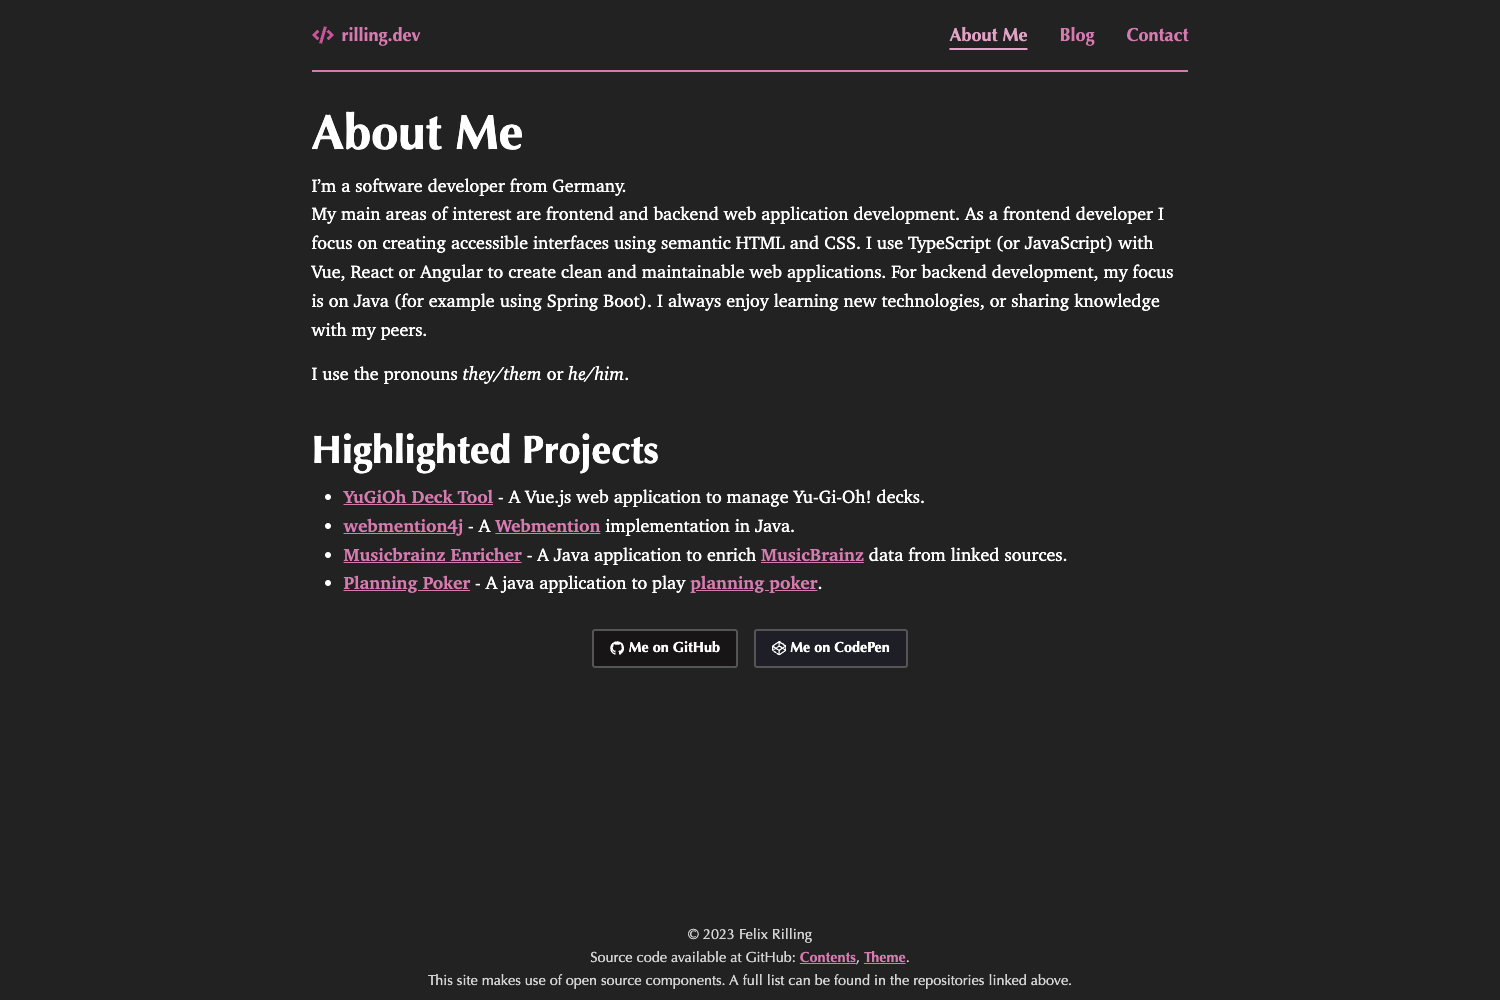 rilling.dev
About Me
Blog
Contact
About Me
I’m a software developer from Germany.
My main areas of interest are frontend and backend web application development. As a frontend developer I
focus on creating accessible interfaces using semantic HTML and CSS. I use TypeScript (or JavaScript) with
Vue, React or Angular to create clean and maintainable web applications. For backend development, my focus
is on Java (for example using Spring Boot). I always enjoy learning new technologies, or sharing knowledge
with my peers.
I use the pronouns they/them or he/him.
Highlighted Projects
• YuGiOh Deck Tool - A Vue.js web application to manage Yu-Gi-Oh! decks.
• webmention4j - A Webmention implementation in Java.
• Musicbrainz Enricher - A Java application to enrich MusicBrainz data from linked sources.
• Planning Poker - A java application to play planning poker.
Me on GitHub
Me on CodePen
© 2023 Felix Rilling
Source code available at GitHub: Contents, Theme.
This site makes use of open source components. A full list can be found in the repositories linked above.